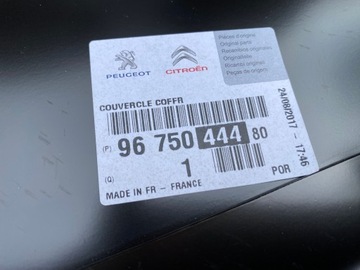 PEUGEOT
CITROËN
Pièces d'origine
Original parts
Recambios originales
Originalteile
Ricambi originali
Peças de origem
COUVERCLE COFFR
(P) 96 750 444 80
(Q) 1
MADE IN FR - FRANCE
POR
24/08/2017 - 17:46